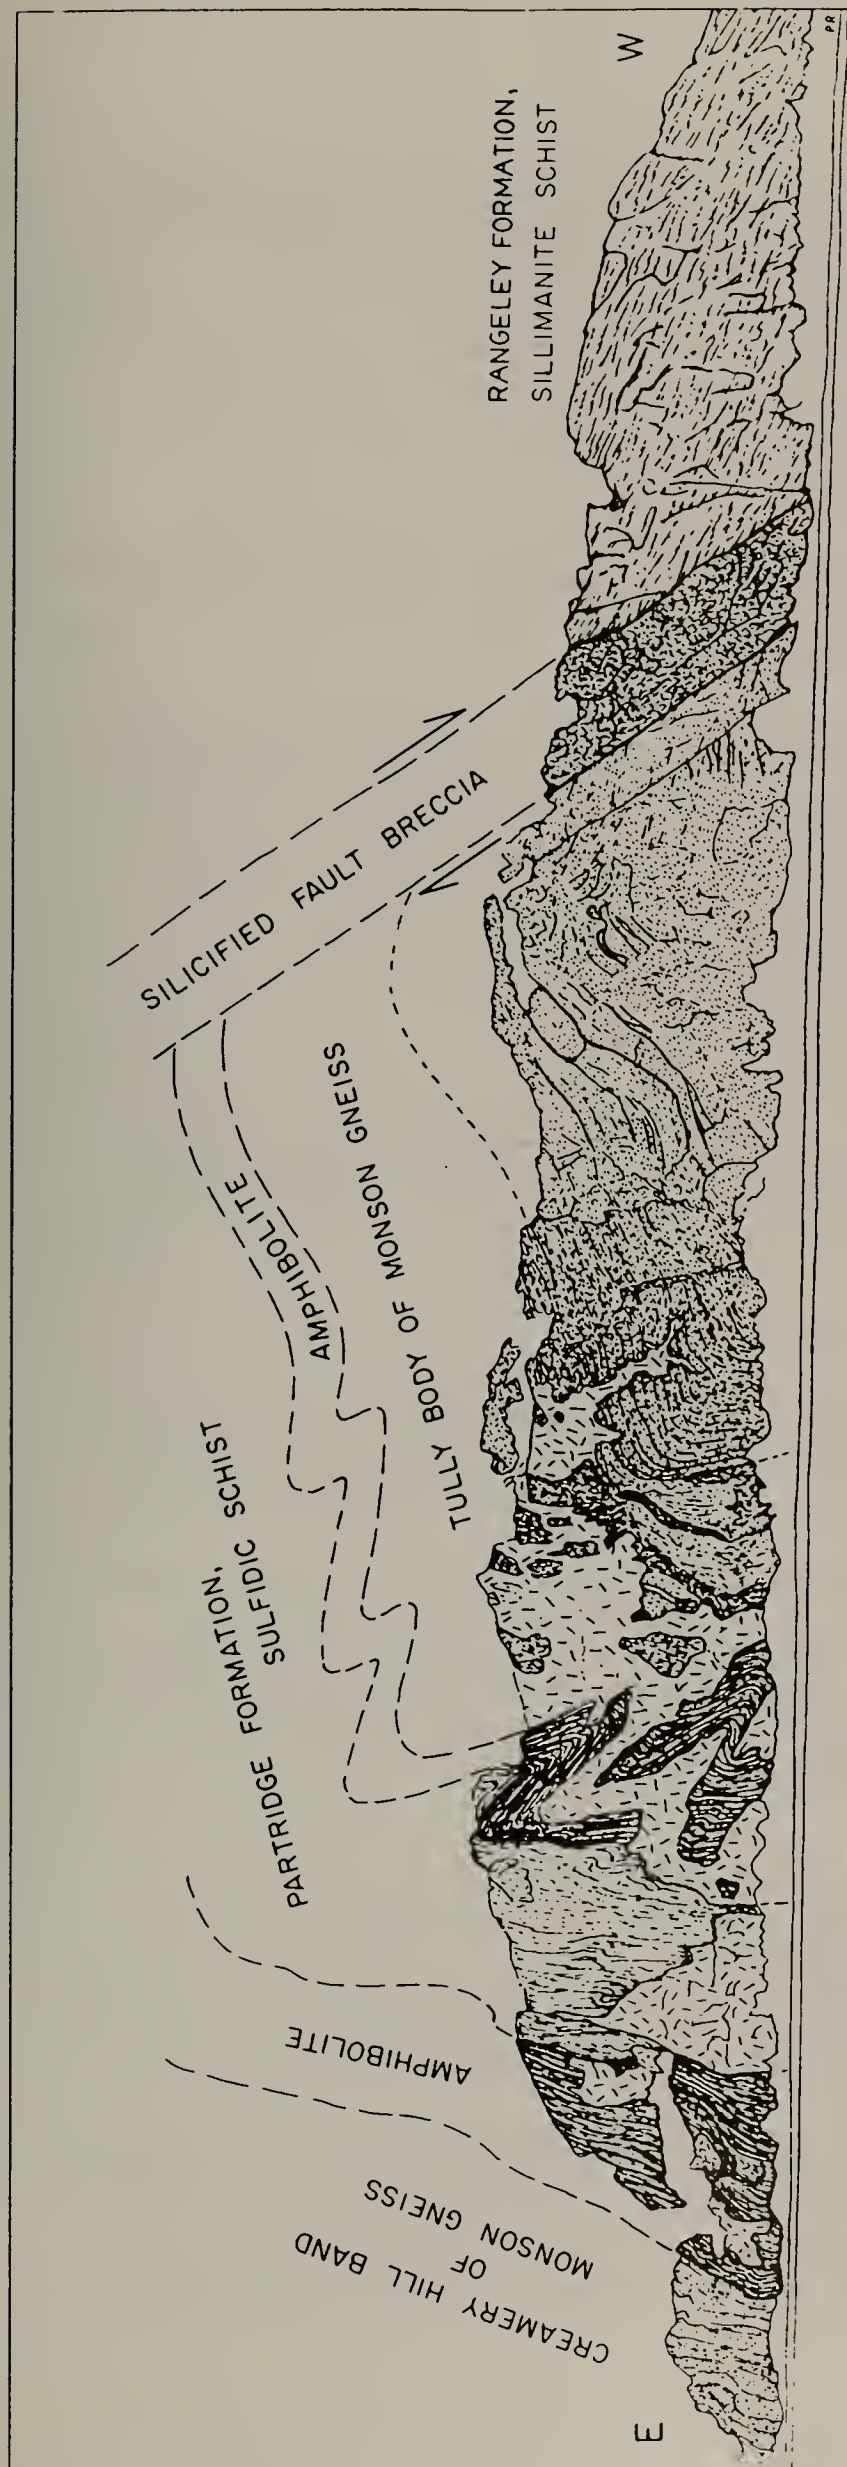 E
CREAMERY HILL BAND
OF
MONSON GNEISS
AMPHIBOLITE
PARTRIDGE FORMATION,
SULFIDIC SCHIST
AMPHIBOLITE
TULLY BODY OF MONSON GNEISS
SILICIFIED FAULT BRECCIA
RANGELEY FORMATION,
SILLIMANITE SCHIST
W
PR